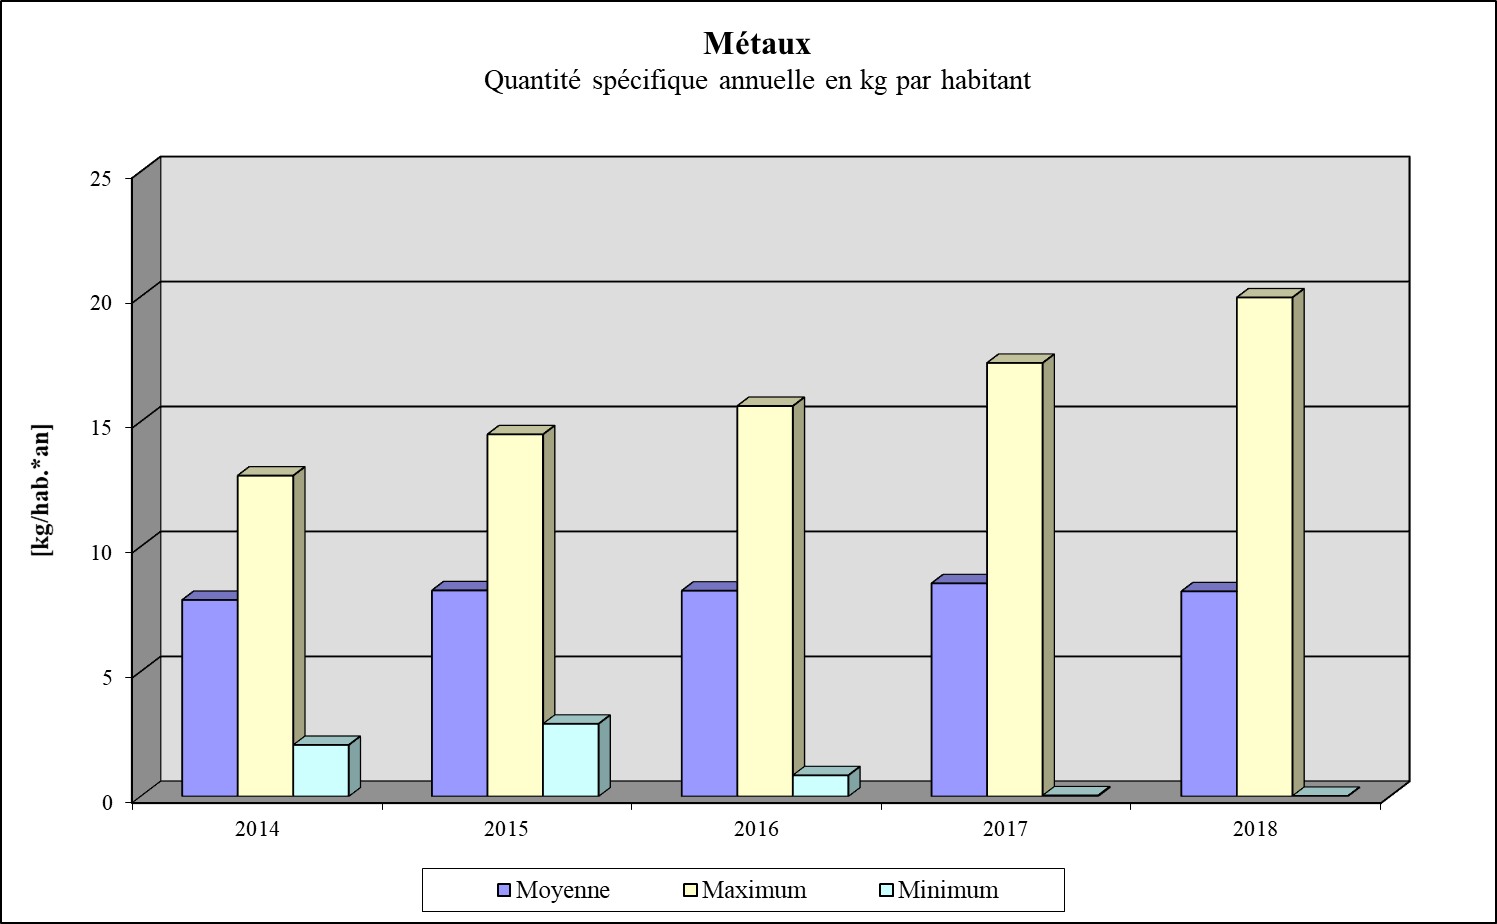 Métaux
Quantité spécifique annuelle en kg par habitant
25
20
15
10
5
0
[kg/hab.*an]
2014 2015 2016 2017 2018
Moyenne Maximum Minimum